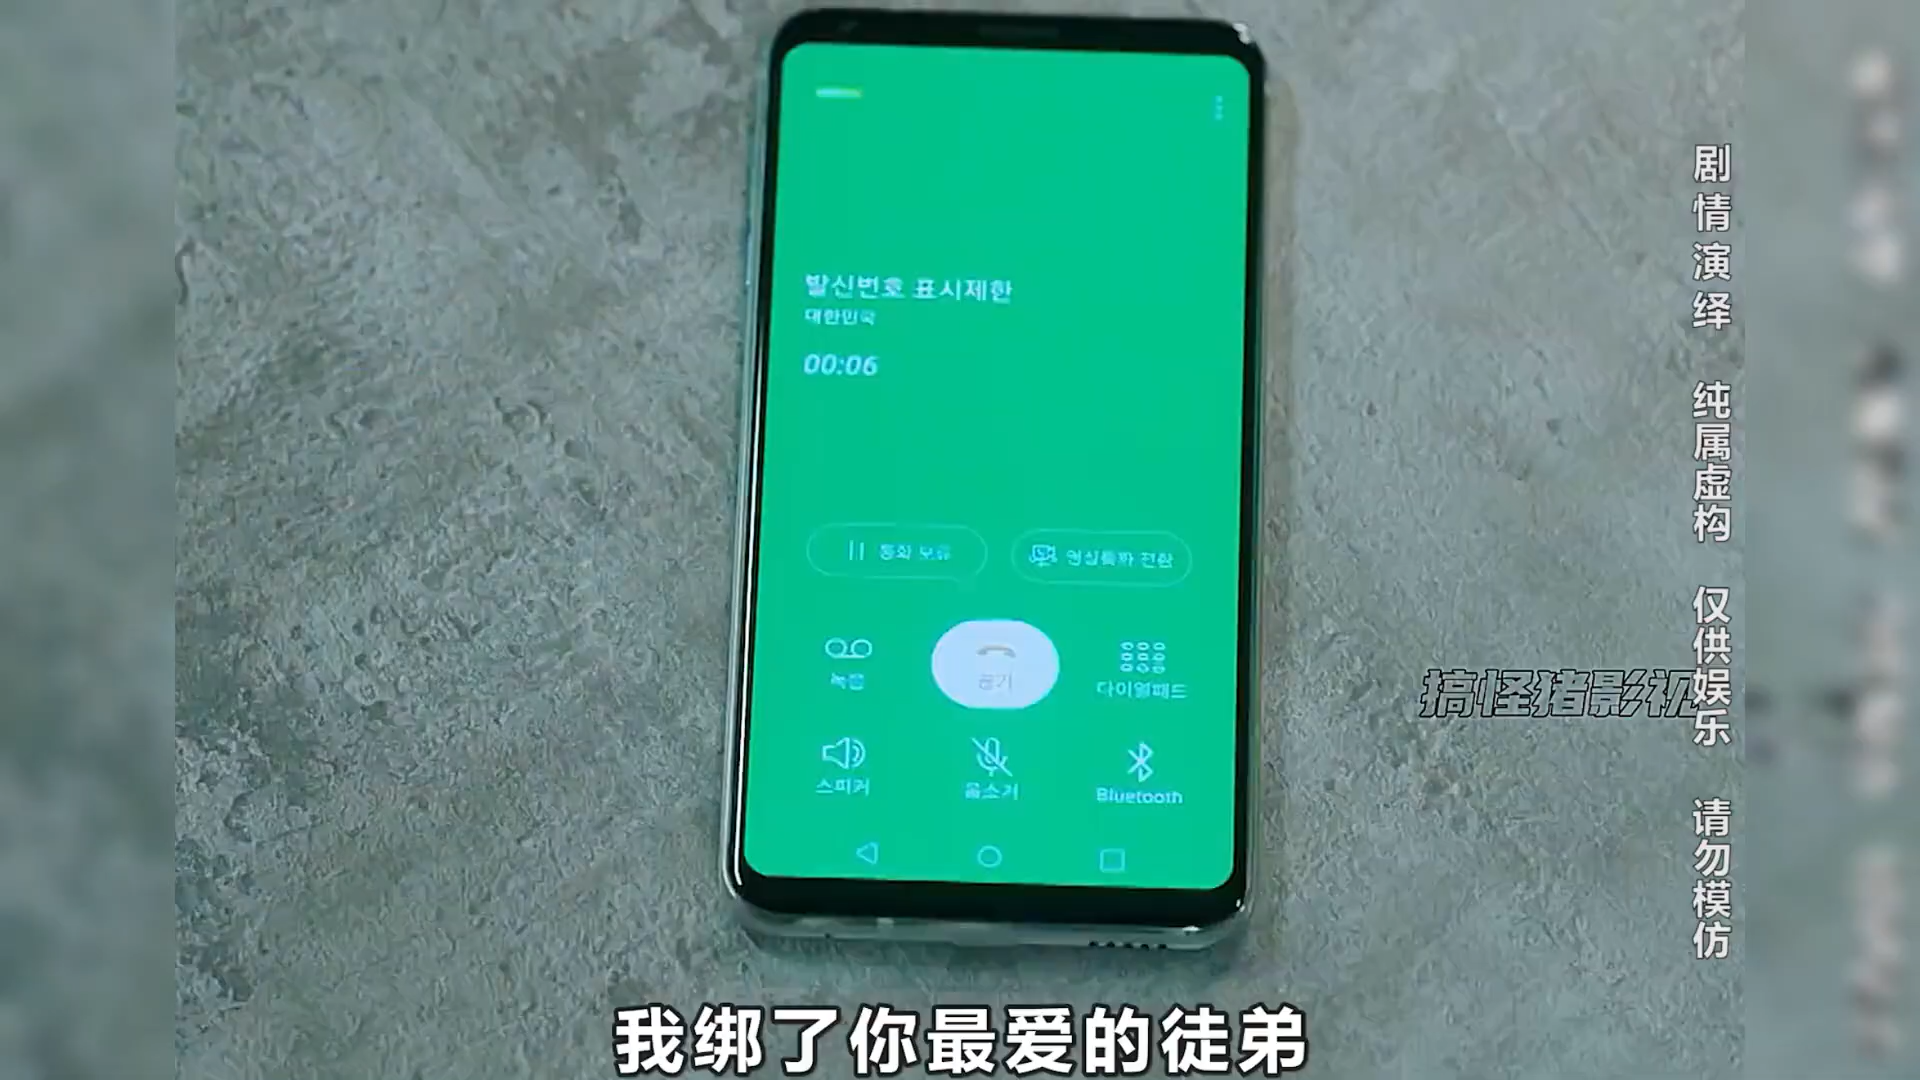 발신번호 표시제한
대한민국
00:06
통화 보류
영상통화 전환
녹음
끊기
다이얼패드
스피커
음소거
Bluetooth
剧情演绎 纯属虚构 仅供娱乐 请勿模仿
搞怪猪影视
我绑了你最爱的徒弟